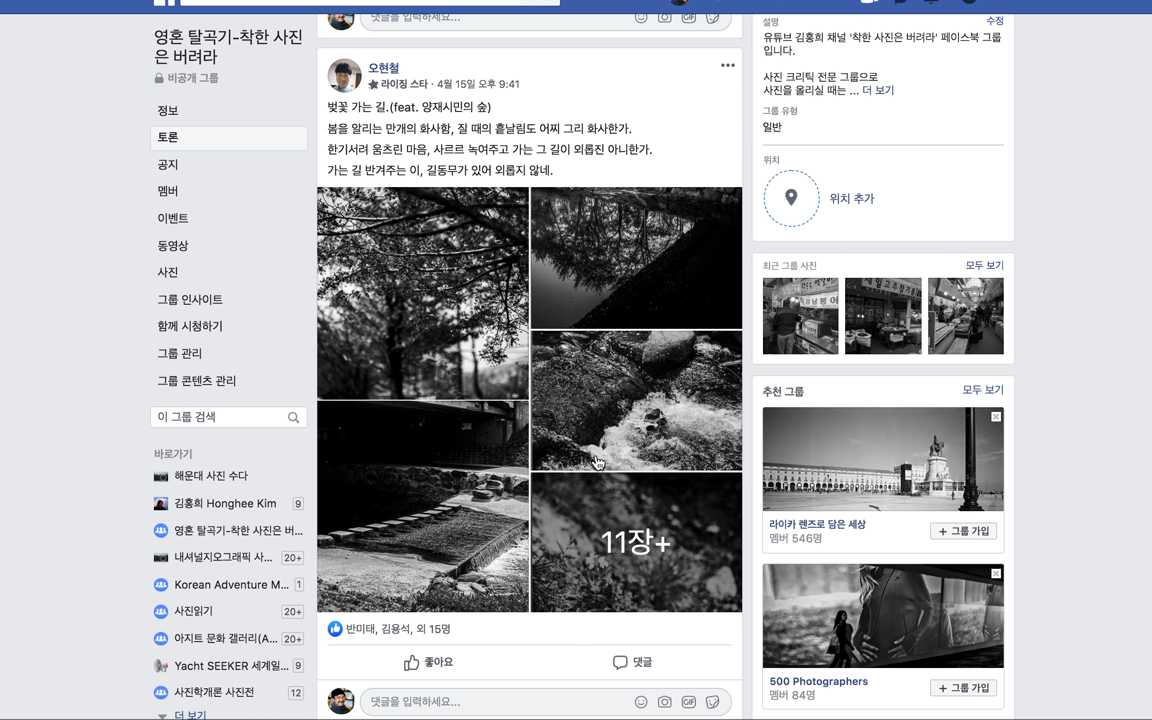 영혼 탈곡기-착한 사진
은 버려라
비공개 그룹
정보
토론
공지
멤버
이벤트
동영상
사진
그룹 인사이트
함께 시청하기
그룹 관리
그룹 콘텐츠 관리
이 그룹 검색
바로가기
해운대 사진 수다
김홍희 Honghee Kim 9
영혼 탈곡기-착한 사진은 버...
내셔널지오그래픽 사... 20+
Korean Adventure M... 1
사진읽기 20+
아지트 문화 갤러리(A... 20+
Yacht SEEKER 세계일... 9
사진학개론 사진전 12
더 보기
댓글을 입력하세요...
GIF
오현철
라이징 스타 · 4월 15일 오후 9:41
벚꽃 가는 길.(feat. 양재시민의 숲)
봄을 알리는 만개의 화사함, 질 때의 흩날림도 어찌 그리 화사한가.
한기서려 움츠린 마음, 사르르 녹여주고 가는 그 길이 외롭진 아니한가.
가는 길 반겨주는 이, 길동무가 있어 외롭지 않네.
11장+
반미태, 김용석, 외 15명
좋아요
댓글
댓글을 입력하세요...
GIF
설명
수정
유튜브 김홍희 채널 '착한 사진은 버려라' 페이스북 그룹
입니다.
사진 크리틱 전문 그룹으로
사진을 올리실 때는 ... 더 보기
그룹 유형
일반
위치
위치 추가
최근 그룹 사진
모두 보기
추천 그룹
모두 보기
라이카 렌즈로 담은 세상
멤버 546명
+ 그룹 가입
500 Photographers
멤버 84명
+ 그룹 가입